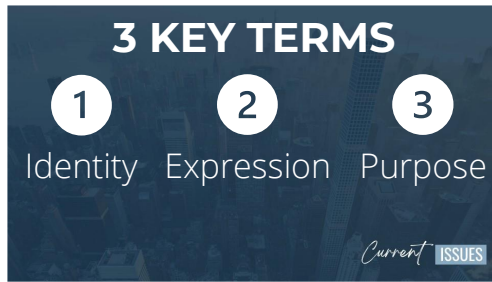 3 KEY TERMS
1 2 3
Identity Expression Purpose
Current ISSUES